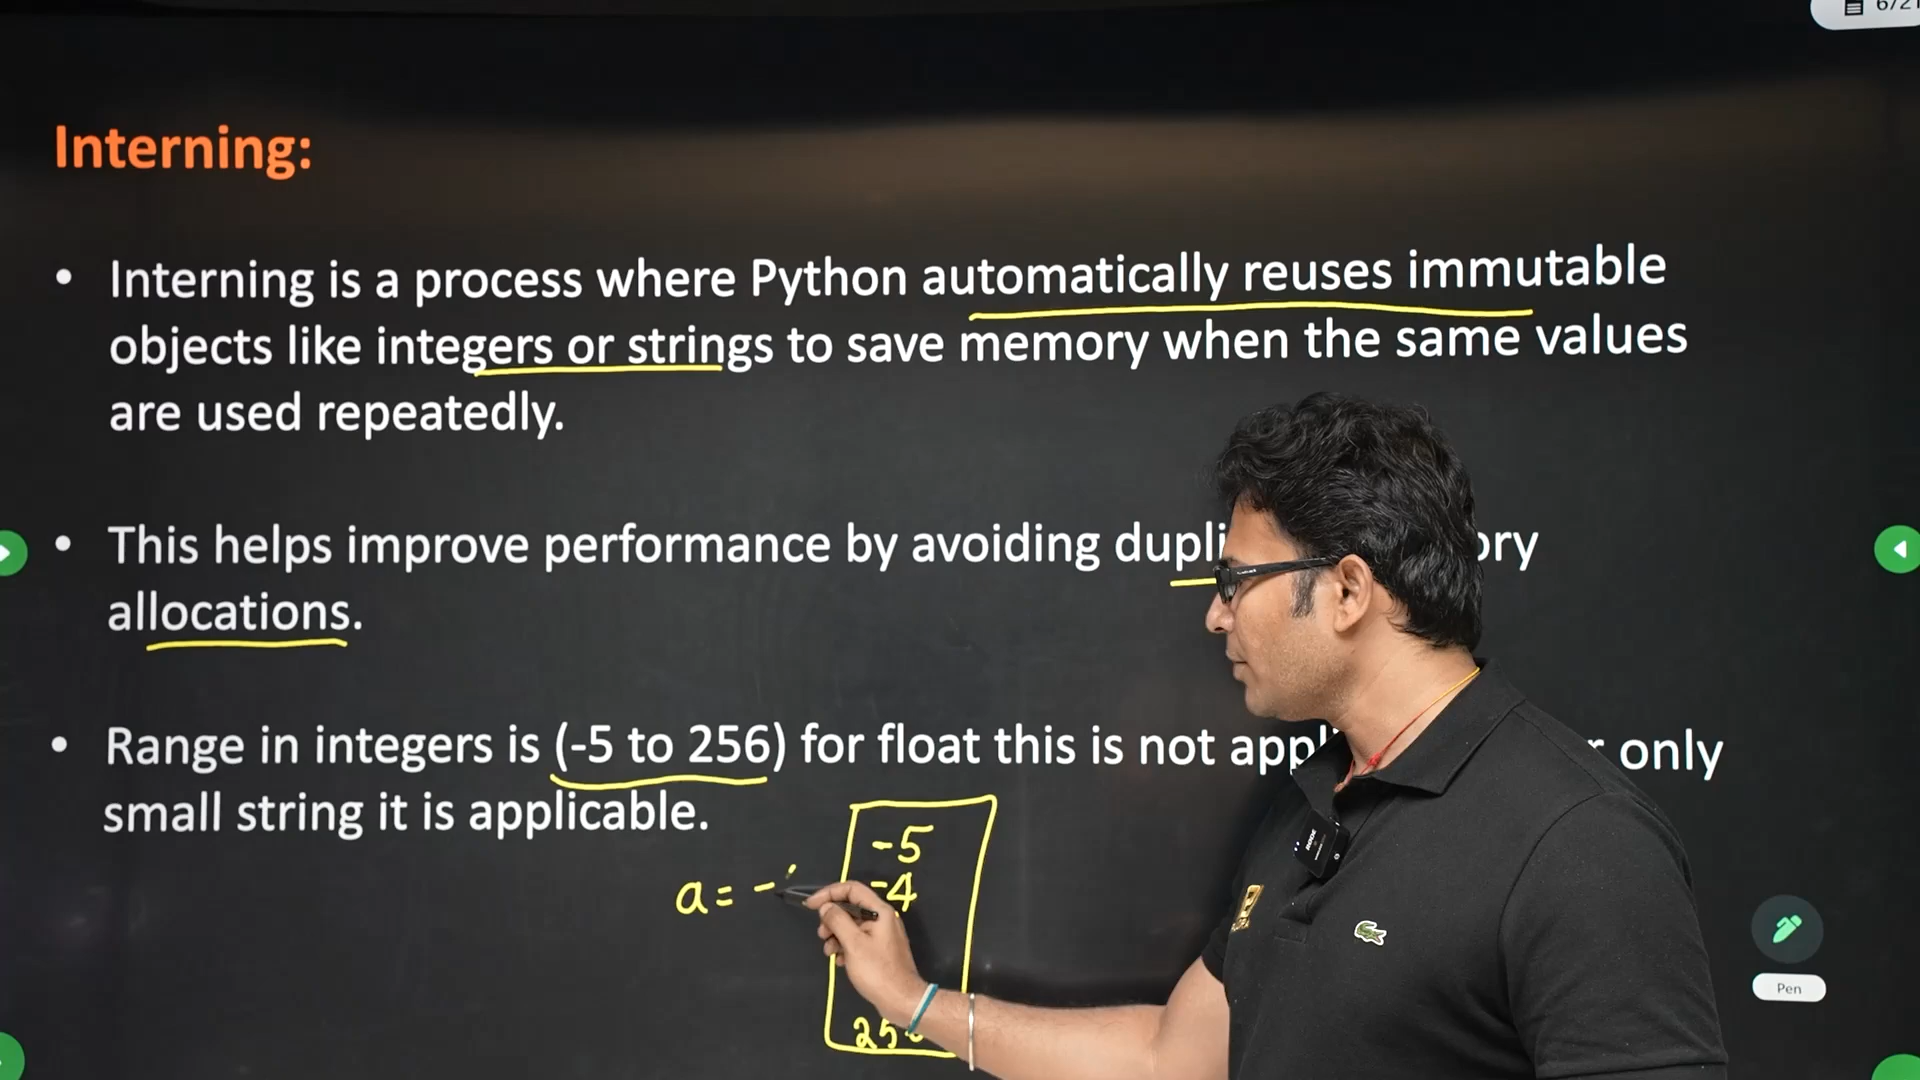 6/21
Interning:
• Interning is a process where Python automatically reuses immutable
objects like integers or strings to save memory when the same values
are used repeatedly.
• This helps improve performance by avoiding
allocations.
• Range in integers is (-5 to 256) for float this is not only
small string it is applicable.
-5
a= - -4
Pen